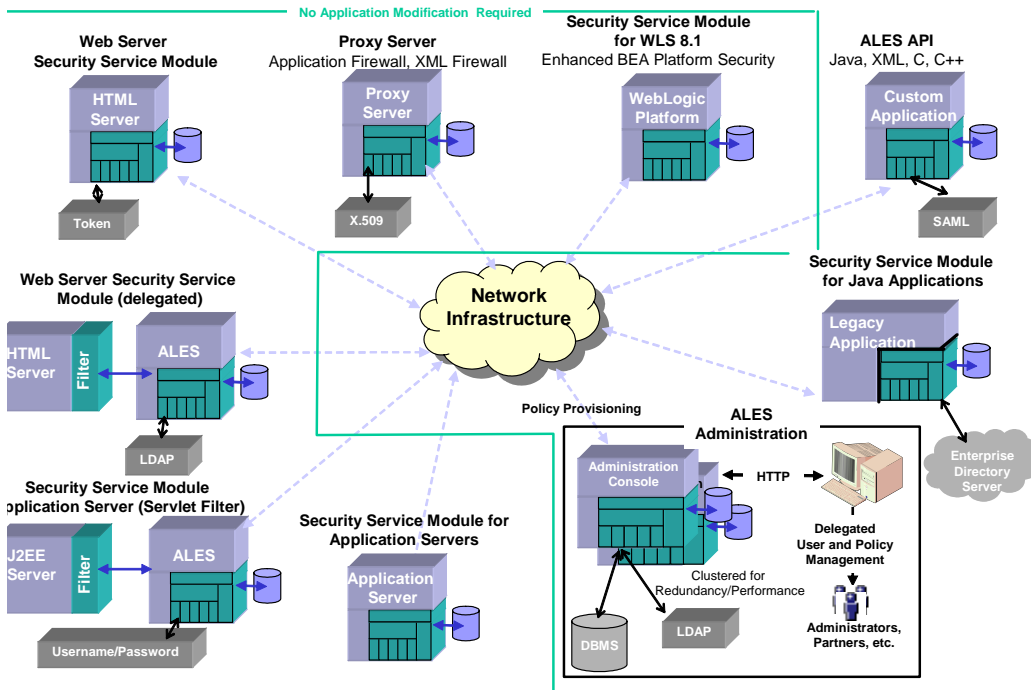 No Application Modification Required
Web Server
Security Service Module
HTML
Server
Token
Proxy Server
Application Firewall, XML Firewall
Proxy
Server
X.509
Security Service Module
for WLS 8.1
Enhanced BEA Platform Security
WebLogic
Platform
ALES API
Java, XML, C, C++
Custom
Application
SAML
Web Server Security Service
Module (delegated)
HTML
Server
Filter
ALES
LDAP
Network
Infrastructure
Security Service Module
for Java Applications
Legacy
Application
Enterprise
Directory
Server
Security Service Module
pplication Server (Servlet Filter)
J2EE
Server
Filter
ALES
Username/Password
Security Service Module for
Application Servers
Application
Server
Policy Provisioning
ALES
Administration
Administration
Console
HTTP
Clustered for
Redundancy/Performance
DBMS
LDAP
Delegated
User and Policy
Management
Administrators,
Partners, etc.